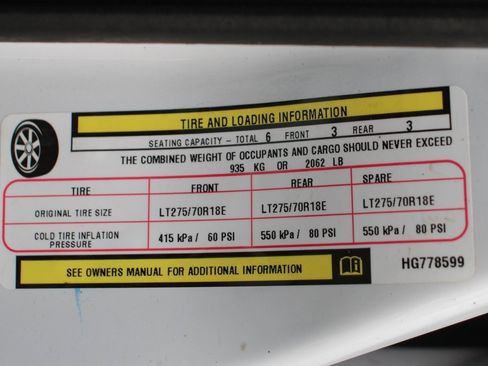 TIRE AND LOADING INFORMATION
SEATING CAPACITY - TOTAL 6 FRONT 3 REAR 3
THE COMBINED WEIGHT OF OCCUPANTS AND CARGO SHOULD NEVER EXCEED
935 KG OR 2062 LB
TIRE FRONT REAR SPARE
ORIGINAL TIRE SIZE LT275/70R18E LT275/70R18E LT275/70R18E
COLD TIRE INFLATION PRESSURE 415 kPa / 60 PSI 550 kPa / 80 PSI 550 kPa / 80 PSI
SEE OWNERS MANUAL FOR ADDITIONAL INFORMATION HG778599